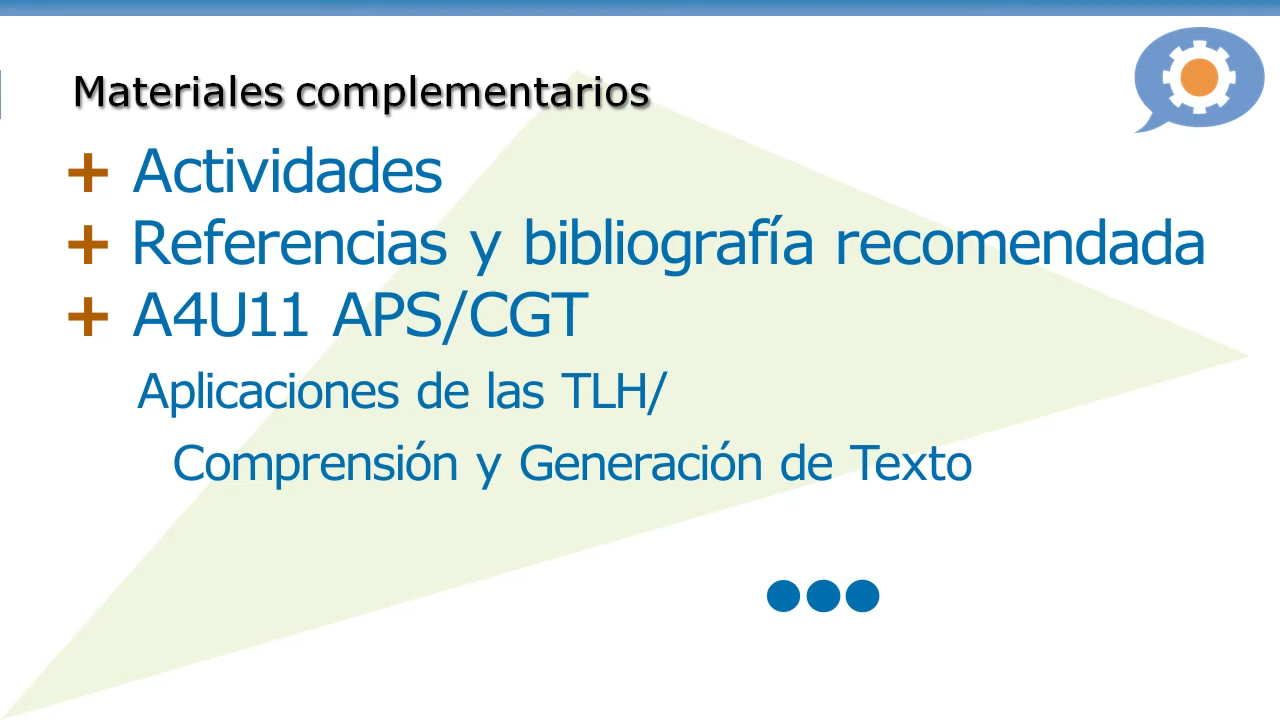 Materiales complementarios
+ Actividades
+ Referencias y bibliografía recomendada
+ A4U11 APS/CGT
Aplicaciones de las TLH/
Comprensión y Generación de Texto